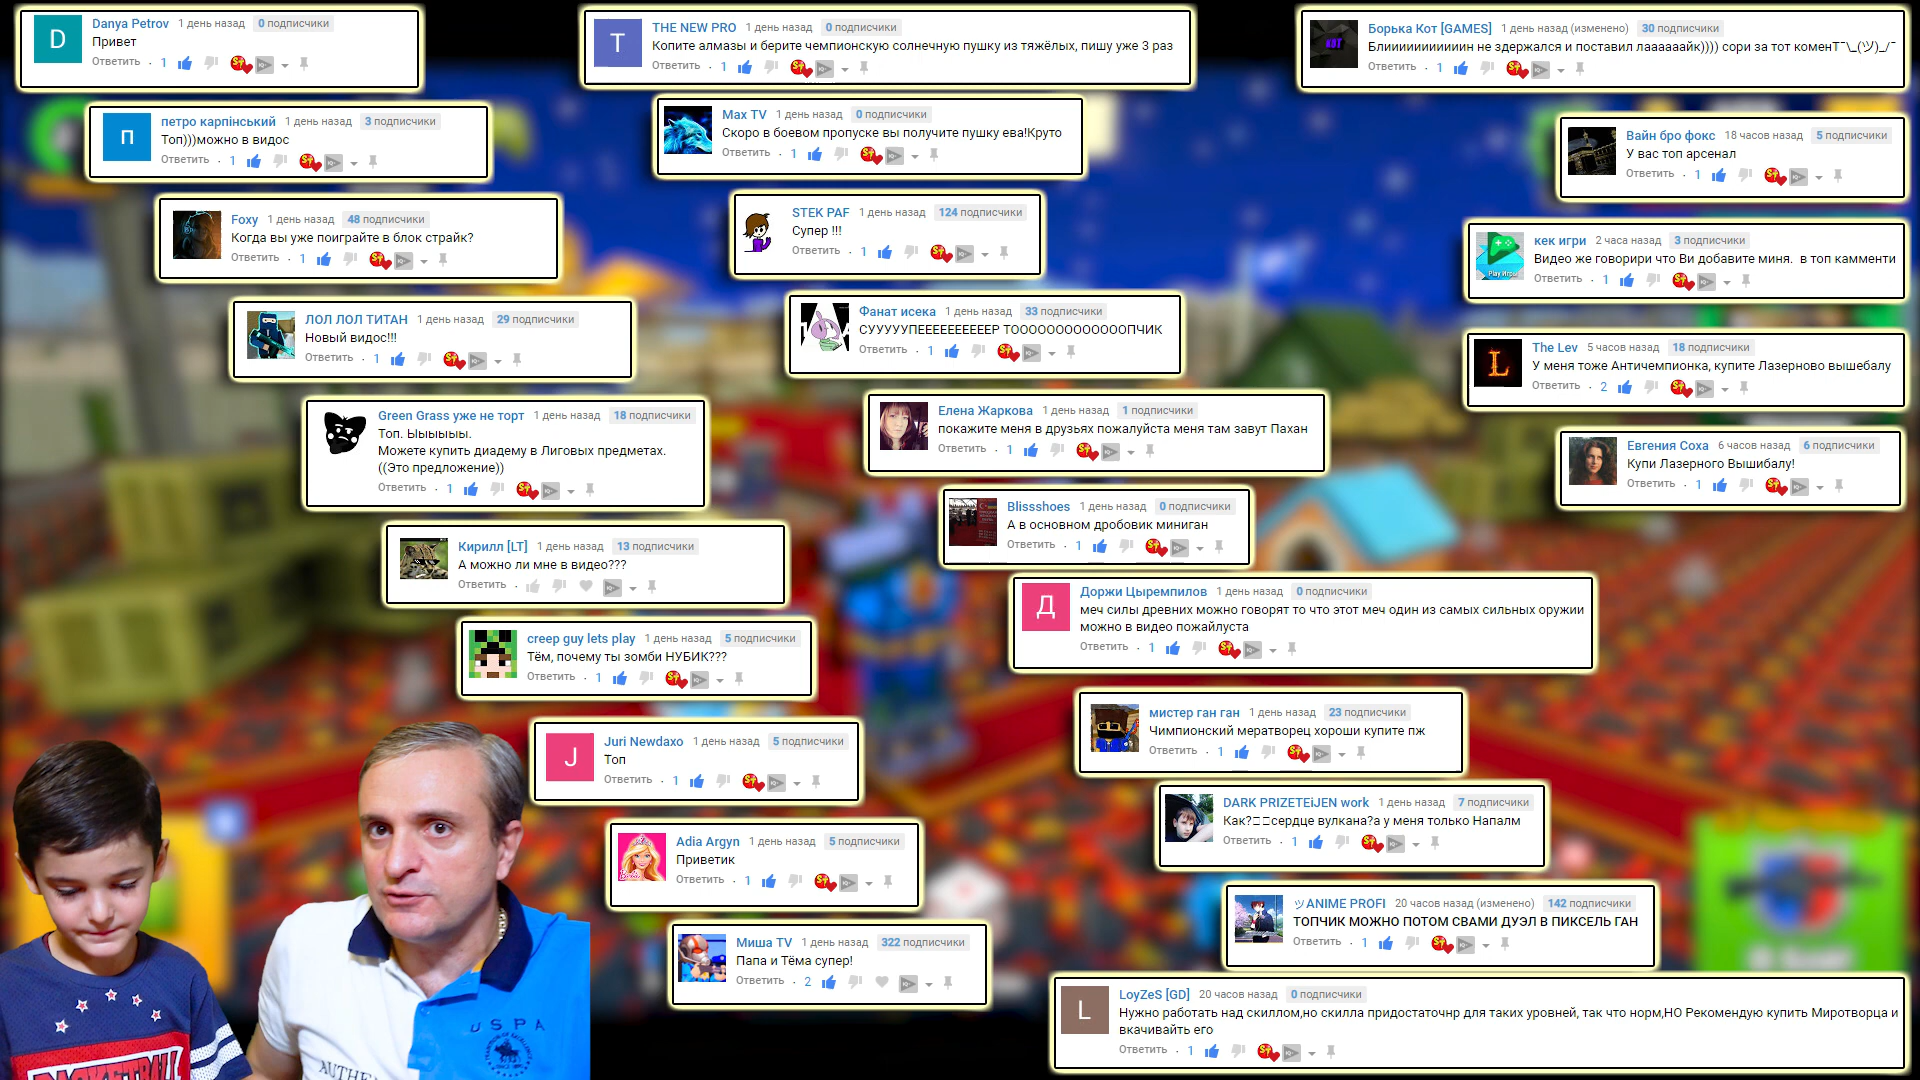 Danya Petrov 1 день назад 0 подписчики
Привет
Ответить · 1
петро карпінський 1 день назад 3 подписчики
Топ)))можно в видос
Ответить · 1
Foxy 1 день назад 48 подписчики
Когда вы уже поиграйте в блок страйк?
Ответить · 1
ЛОЛ ЛОЛ ТИТАН 1 день назад 29 подписчики
Новый видос!!!
Ответить · 1
Green Grass уже не торт 1 день назад 18 подписчики
Топ. Ыыыыыы.
Можете купить диадему в Лиговых предметах.
((Это предложение))
Ответить · 1
Кирилл [LT] 1 день назад 13 подписчики
А можно ли мне в видео???
Ответить ·
creep guy lets play 1 день назад 5 подписчики
Тём, почему ты зомби НУБИК???
Ответить · 1
Juri Newdaxo 1 день назад 5 подписчики
Топ
Ответить · 1
Adia Argyn 1 день назад 5 подписчики
Приветик
Ответить · 1
Миша TV 1 день назад 322 подписчики
Папа и Тёма супер!
Ответить · 2
THE NEW PRO 1 день назад 0 подписчики
Копите алмазы и берите чемпионскую солнечную пушку из тяжёлых, пишу уже 3 раз
Ответить · 1
Max TV 1 день назад 0 подписчики
Скоро в боевом пропуске вы получите пушку ева!Круто
Ответить · 1
STEK PAF 1 день назад 124 подписчики
Супер !!!
Ответить · 1
Фанат исека 1 день назад 33 подписчики
СУУУУУПЕЕЕЕЕЕЕЕЕЕР ТОООООООООООООПЧИК
Ответить · 1
Елена Жаркова 1 день назад 1 подписчики
покажите меня в друзьях пожалуйста меня там завут Пахан
Ответить · 1
Blissshoes 1 день назад 0 подписчики
А в основном дробовик миниган
Ответить · 1
Доржи Цыремпилов 1 день назад 0 подписчики
меч силы древних можно говорят то что этот меч один из самых сильных оружии
можно в видео пожайлуста
Ответить · 1
мистер ган ган 1 день назад 23 подписчики
Чимпионский мератворец хороши купите пж
Ответить · 1
DARK PRIZETEiJEN work 1 день назад 7 подписчики
Как?□□сердце вулкана?а у меня только Напалм
Ответить · 1
ツANIME PROFI 20 часов назад (изменено) 142 подписчики
ТОПЧИК МОЖНО ПОТОМ СВАМИ ДУЭЛ В ПИКСЕЛЬ ГАН
Ответить · 1
LoyZeS [GD] 20 часов назад 0 подписчики
Нужно работать над скиллом,но скилла придостаточнр для таких уровней, так что норм,НО Рекомендую купить Миротворца и
вкачивайть его
Ответить · 1
Борька Кот [GAMES] 1 день назад (изменено) 30 подписчики
Блииииииииииин не здержался и поставил лаааааайк)))) сори за тот коменТ¯\_(ツ)_/¯
Ответить · 1
Вайн бро фокс 18 часов назад 5 подписчики
У вас топ арсенал
Ответить · 1
кек игри 2 часа назад 3 подписчики
Видео же говорири что Ви добавите миня. в топ камменти
Ответить · 1
Play Игры
The Lev 5 часов назад 18 подписчики
У меня тоже Античемпионка, купите Лазерново вышебалу
Ответить · 2
Евгения Соха 6 часов назад 6 подписчики
Купи Лазерного Вышибалу!
Ответить · 1
USPA
AUTHE
BASKETBALL